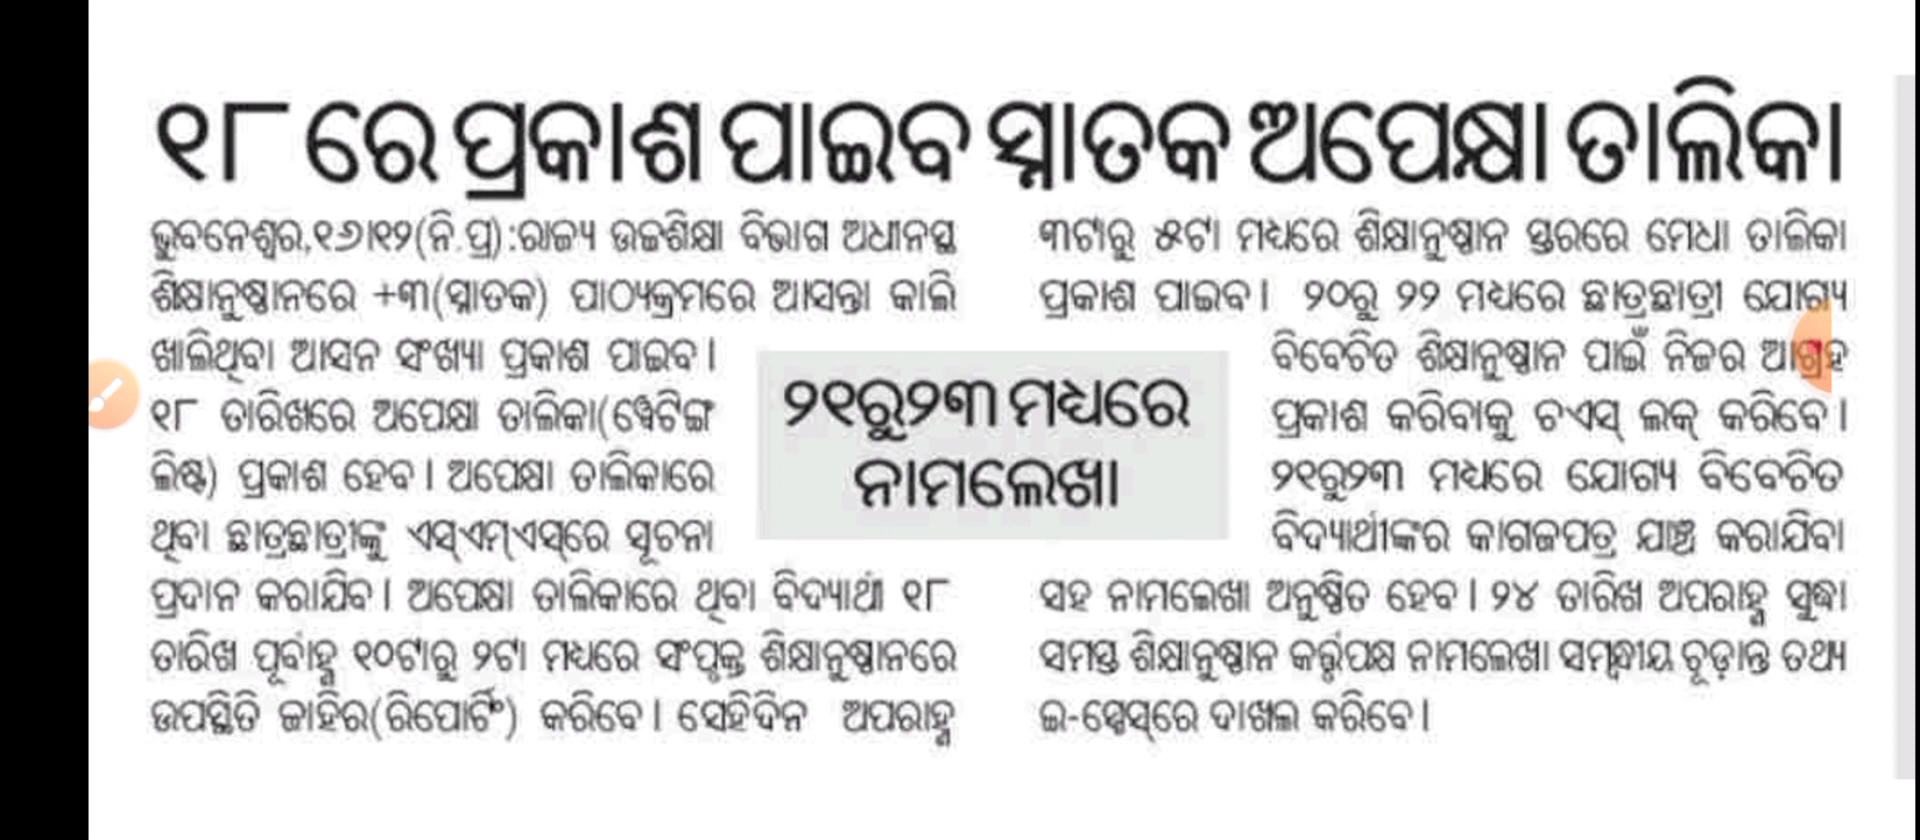 ୧୮ ରେ ପ୍ରକାଶ ପାଇବ ସ୍ନାତକ ଅପେକ୍ଷା ତାଲିକା
ଭୁବନେଶ୍ୱର,୧୬।୧୨(ନି.ପ୍ର):ରାଜ୍ୟ ଉଚ୍ଚଶିକ୍ଷା ବିଭାଗ ଅଧୀନସ୍ଥ
ଶିକ୍ଷାନୁଷ୍ଠାନରେ +୩(ସ୍ନାତକ) ପାଠ୍ୟକ୍ରମରେ ଆସନ୍ତା କାଲି
ଖାଲିଥିବା ଆସନ ସଂଖ୍ୟା ପ୍ରକାଶ ପାଇବ।
୧୮ ତାରିଖରେ ଅପେକ୍ଷା ତାଲିକା(ୱେଟିଙ୍ଗ
ଲିଷ୍ଟ) ପ୍ରକାଶ ହେବ। ଅପେକ୍ଷା ତାଲିକାରେ
ଥିବା ଛାତ୍ରଛାତ୍ରୀଙ୍କୁ ଏସ୍ଏମ୍ଏସ୍‌ରେ ସୂଚନା
ପ୍ରଦାନ କରାଯିବ। ଅପେକ୍ଷା ତାଲିକାରେ ଥିବା ବିଦ୍ୟାର୍ଥୀ ୧୮
ତାରିଖ ପୂର୍ବାହ୍ନ ୧୦ଟାରୁ ୨ଟା ମଧ୍ୟରେ ସଂପୃକ୍ତ ଶିକ୍ଷାନୁଷ୍ଠାନରେ
ଉପସ୍ଥିତି ଜାହିର(ରିପୋର୍ଟିଂ) କରିବେ। ସେହିଦିନ ଅପରାହ୍ନ
୨୧ରୁ୨୩ ମଧ୍ୟରେ
ନାମଲେଖା
୩ଟାରୁ ୫ଟା ମଧ୍ୟରେ ଶିକ୍ଷାନୁଷ୍ଠାନ ସ୍ତରରେ ମେଧା ତାଲିକା
ପ୍ରକାଶ ପାଇବ। ୨୦ରୁ ୨୨ ମଧ୍ୟରେ ଛାତ୍ରଛାତ୍ରୀ ଯୋଗ୍ୟ
ବିବେଚିତ ଶିକ୍ଷାନୁଷ୍ଠାନ ପାଇଁ ନିଜର ଆଗ୍ରହ
ପ୍ରକାଶ କରିବାକୁ ଚଏସ୍ ଲକ୍ କରିବେ।
୨୧ରୁ୨୩ ମଧ୍ୟରେ ଯୋଗ୍ୟ ବିବେଚିତ
ବିଦ୍ୟାର୍ଥୀଙ୍କର କାଗଜପତ୍ର ଯାଞ୍ଚ କରାଯିବା
ସହ ନାମଲେଖା ଅନୁଷ୍ଠିତ ହେବ। ୨୪ ତାରିଖ ଅପରାହ୍ନ ସୁଦ୍ଧା
ସମସ୍ତ ଶିକ୍ଷାନୁଷ୍ଠାନ କର୍ତ୍ତୃପକ୍ଷ ନାମଲେଖା ସମ୍ବନ୍ଧୀୟ ଚୂଡ଼ାନ୍ତ ତଥ୍ୟ
ଇ-ସ୍ପେସ୍‌ରେ ଦାଖଲ କରିବେ।